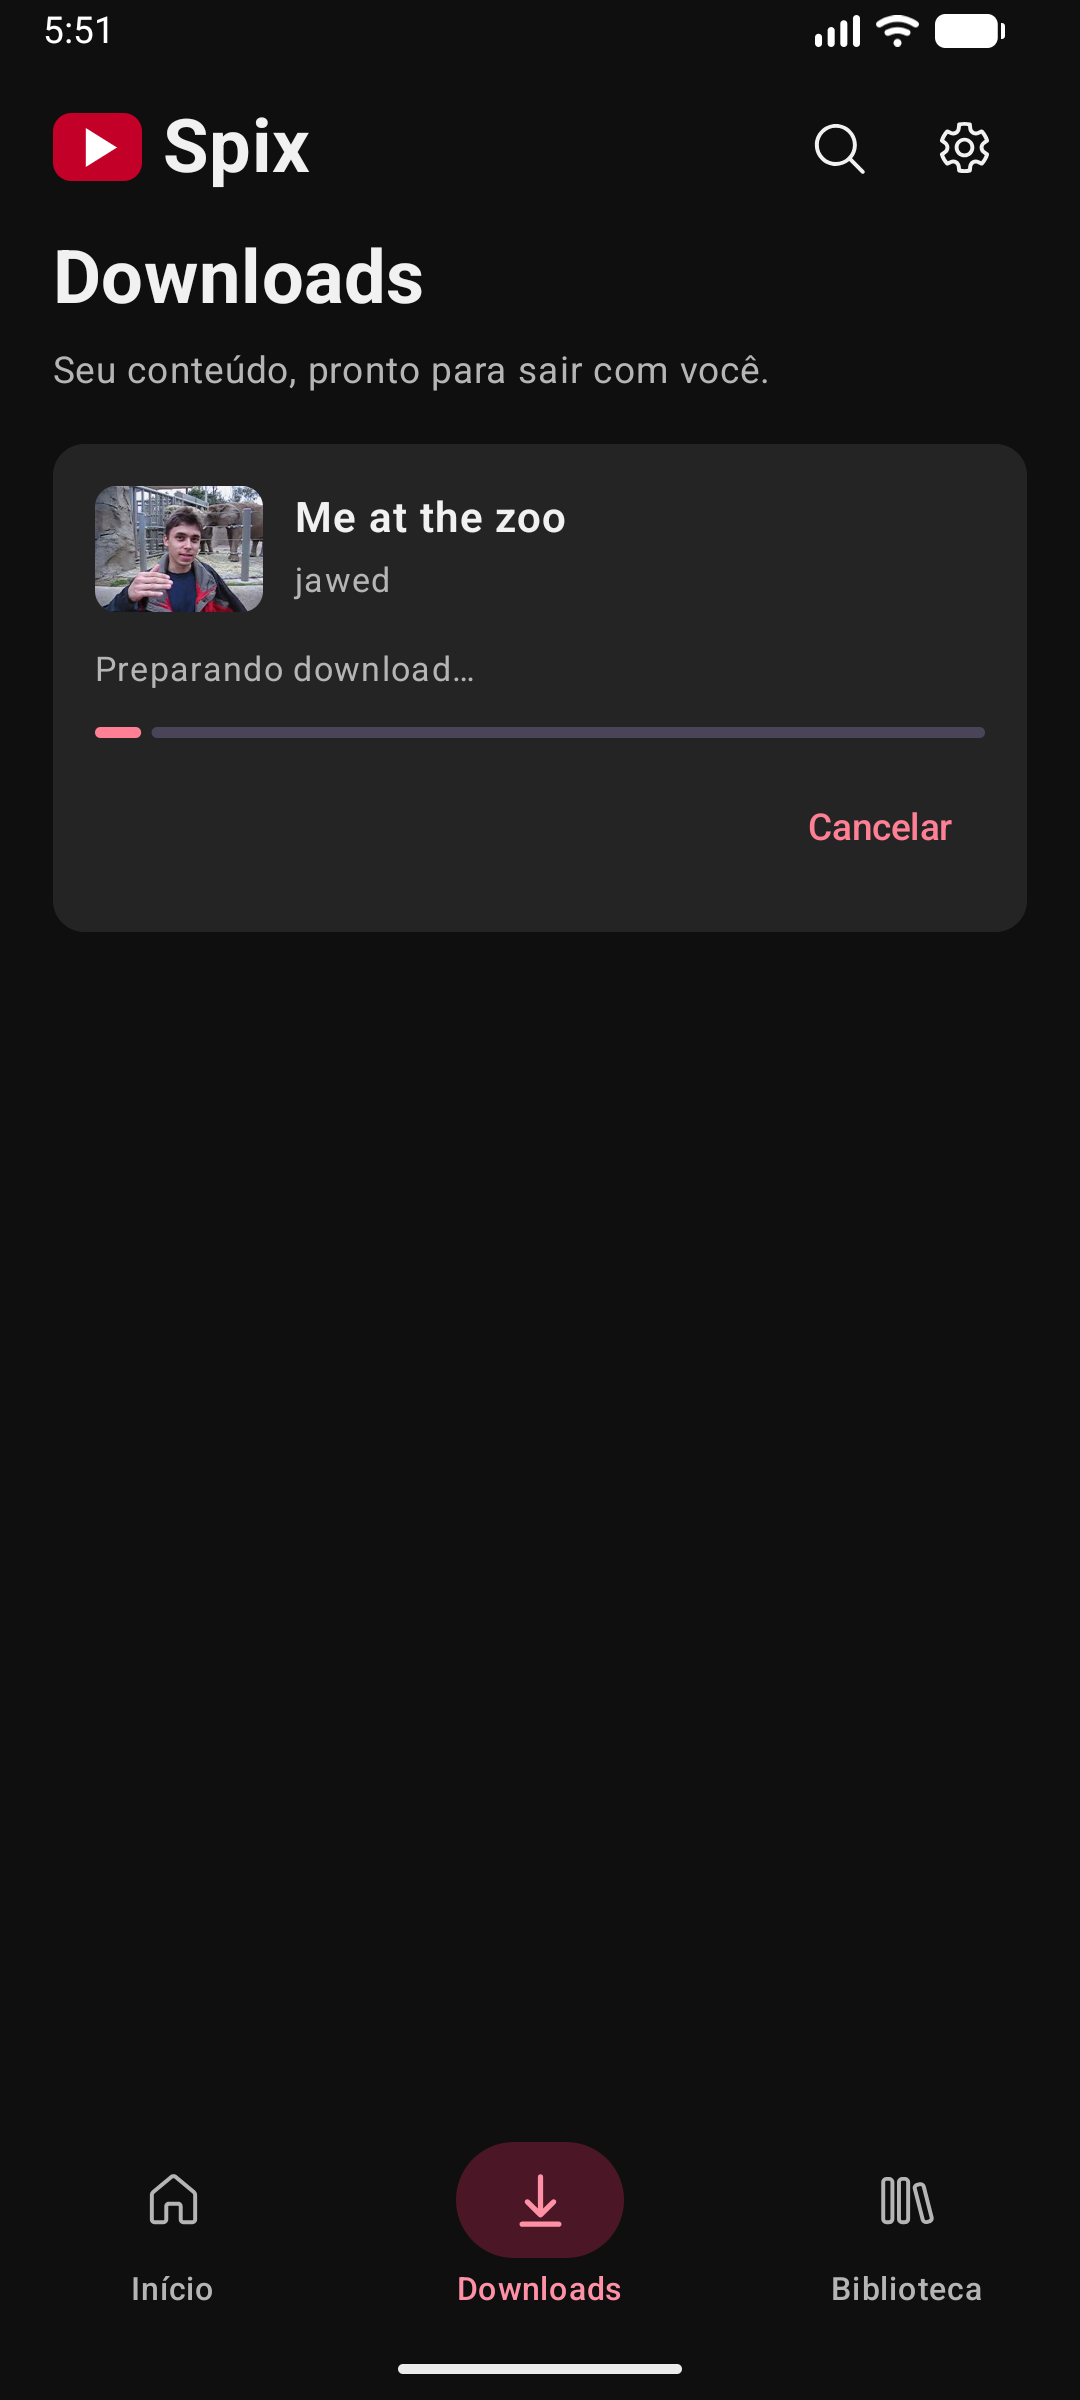 5:51
Spix
Downloads
Seu conteúdo, pronto para sair com você.
Me at the zoo
jawed
Preparando download…
Cancelar
Início
Downloads
Biblioteca